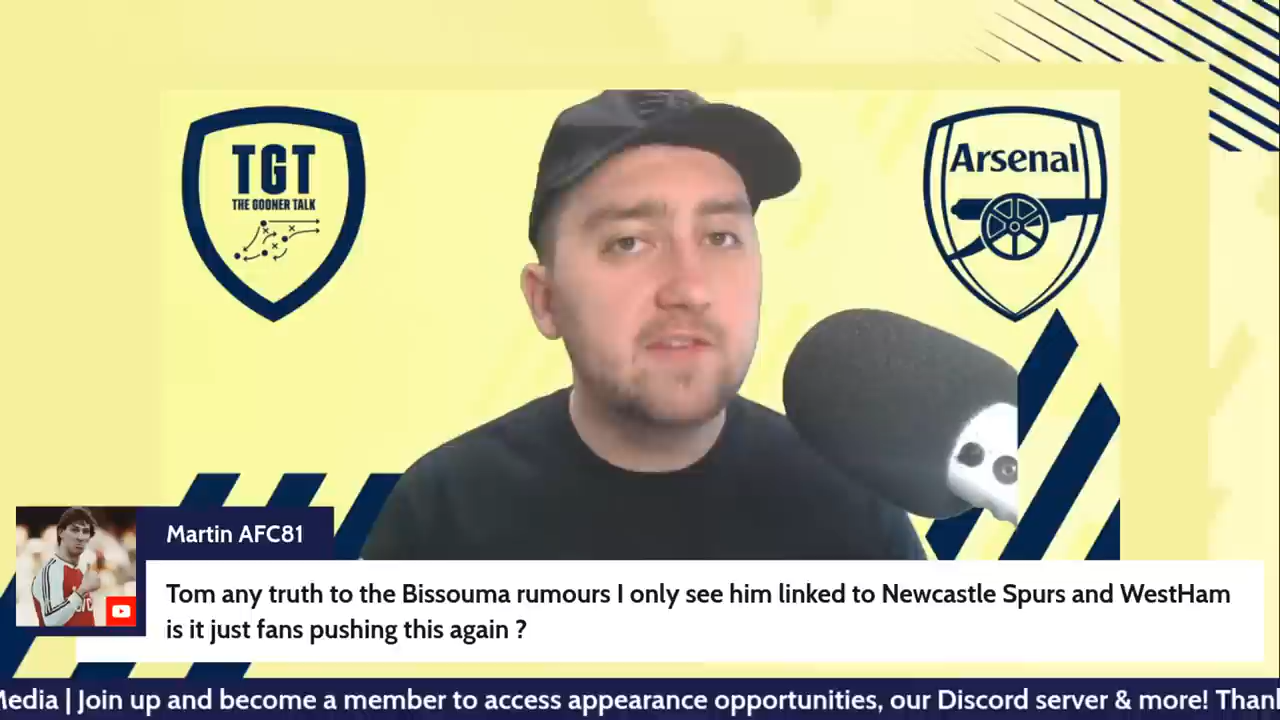 TGT
THE GOONER TALK
Arsenal
Martin AFC81
Tom any truth to the Bissouma rumours I only see him linked to Newcastle Spurs and WestHam
is it just fans pushing this again ?
Media | Join up and become a member to access appearance opportunities, our Discord server & more! Than